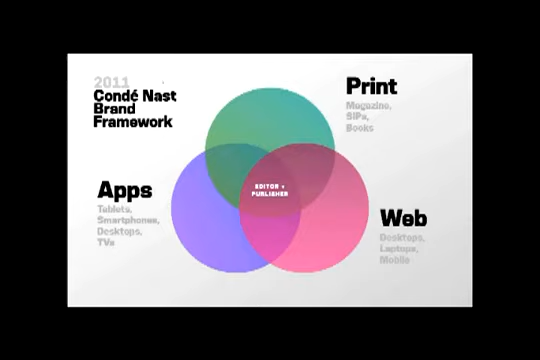 2011
Condé Nast
Brand
Framework
Print
Magazine,
SIPs,
Books
Apps
Tablets,
Smartphones,
Desktops,
TVs
EDITOR +
PUBLISHER
Web
Desktops,
Laptops,
Mobile